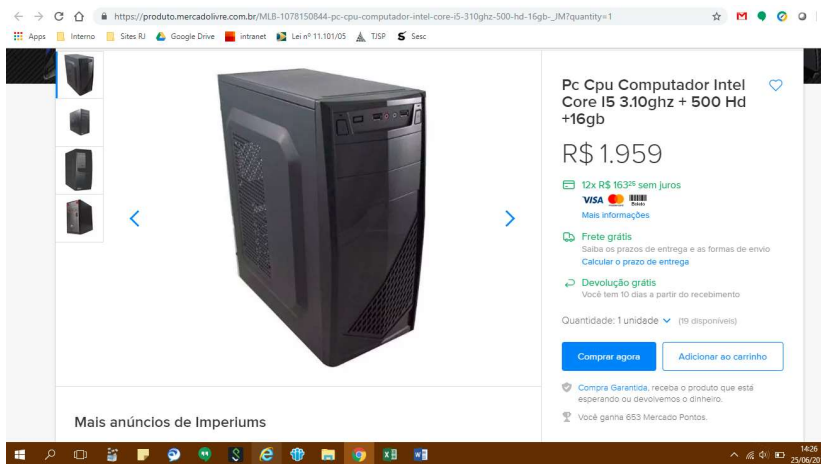 https://produto.mercadolivre.com.br/MLB-1078150844-pc-cpu-computador-intel-core-i5-310ghz-500-hd-16gb-_JM?quantity=1
Apps Interno Sites RJ Google Drive intranet Lei nº 11.101/05 TJSP Sesc
Pc Cpu Computador Intel
Core I5 3.10ghz + 500 Hd
+16gb
R$ 1.959
12x R$ 163²⁵ sem juros
VISA Boleto
Mais informações
Frete grátis
Saiba os prazos de entrega e as formas de envio
Calcular o prazo de entrega
Devolução grátis
Você tem 10 dias a partir do recebimento
Quantidade: 1 unidade (19 disponíveis)
Comprar agora Adicionar ao carrinho
Compra Garantida, receba o produto que está
esperando ou devolvemos o dinheiro.
Você ganha 653 Mercado Pontos.
Mais anúncios de Imperiums
14:26
25/06/20